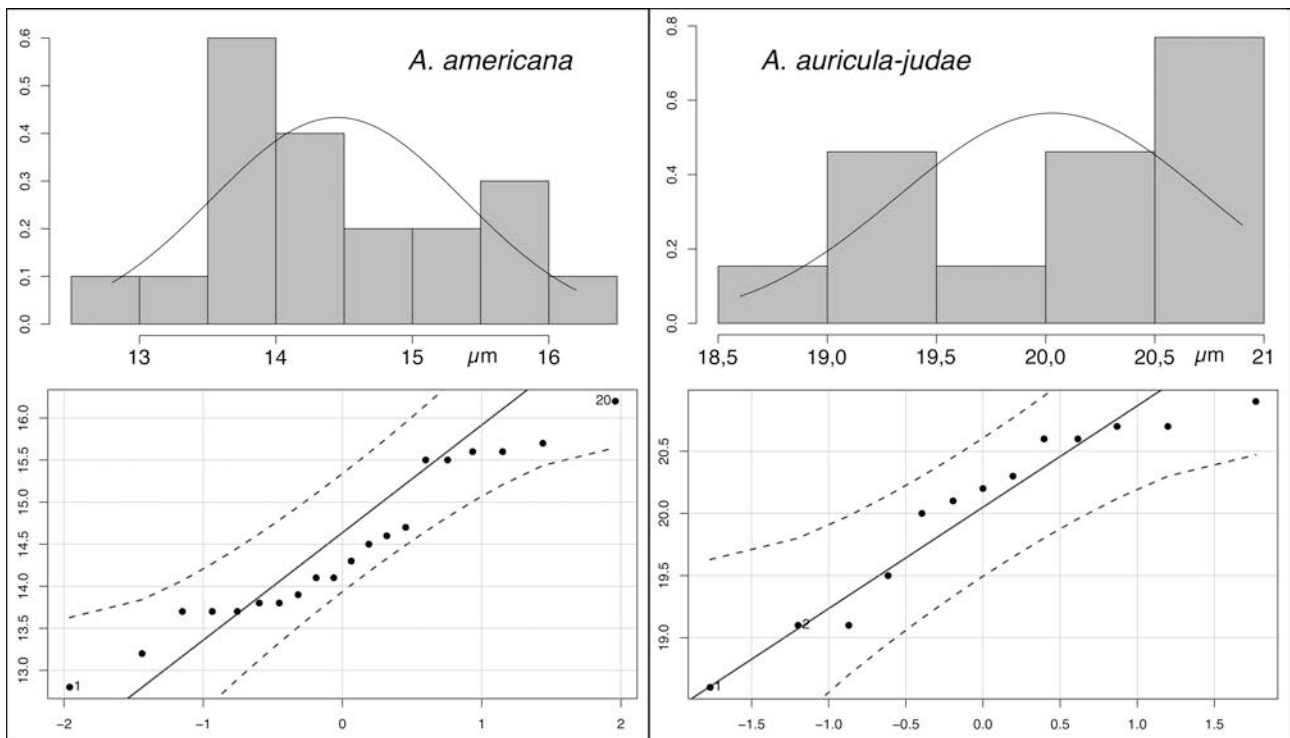 A. americana
0.0 0.1 0.2 0.3 0.4 0.5 0.6
13 14 15 µm 16
A. auricula-judae
0.0 0.2 0.4 0.6 0.8
18,5 19,0 19,5 20,0 20,5 µm 21
13.0 13.5 14.0 14.5 15.0 15.5 16.0
20
1
−2 −1 0 1 2
19.0 19.5 20.0 20.5
2
1
−1.5 −1.0 −0.5 0.0 0.5 1.0 1.5